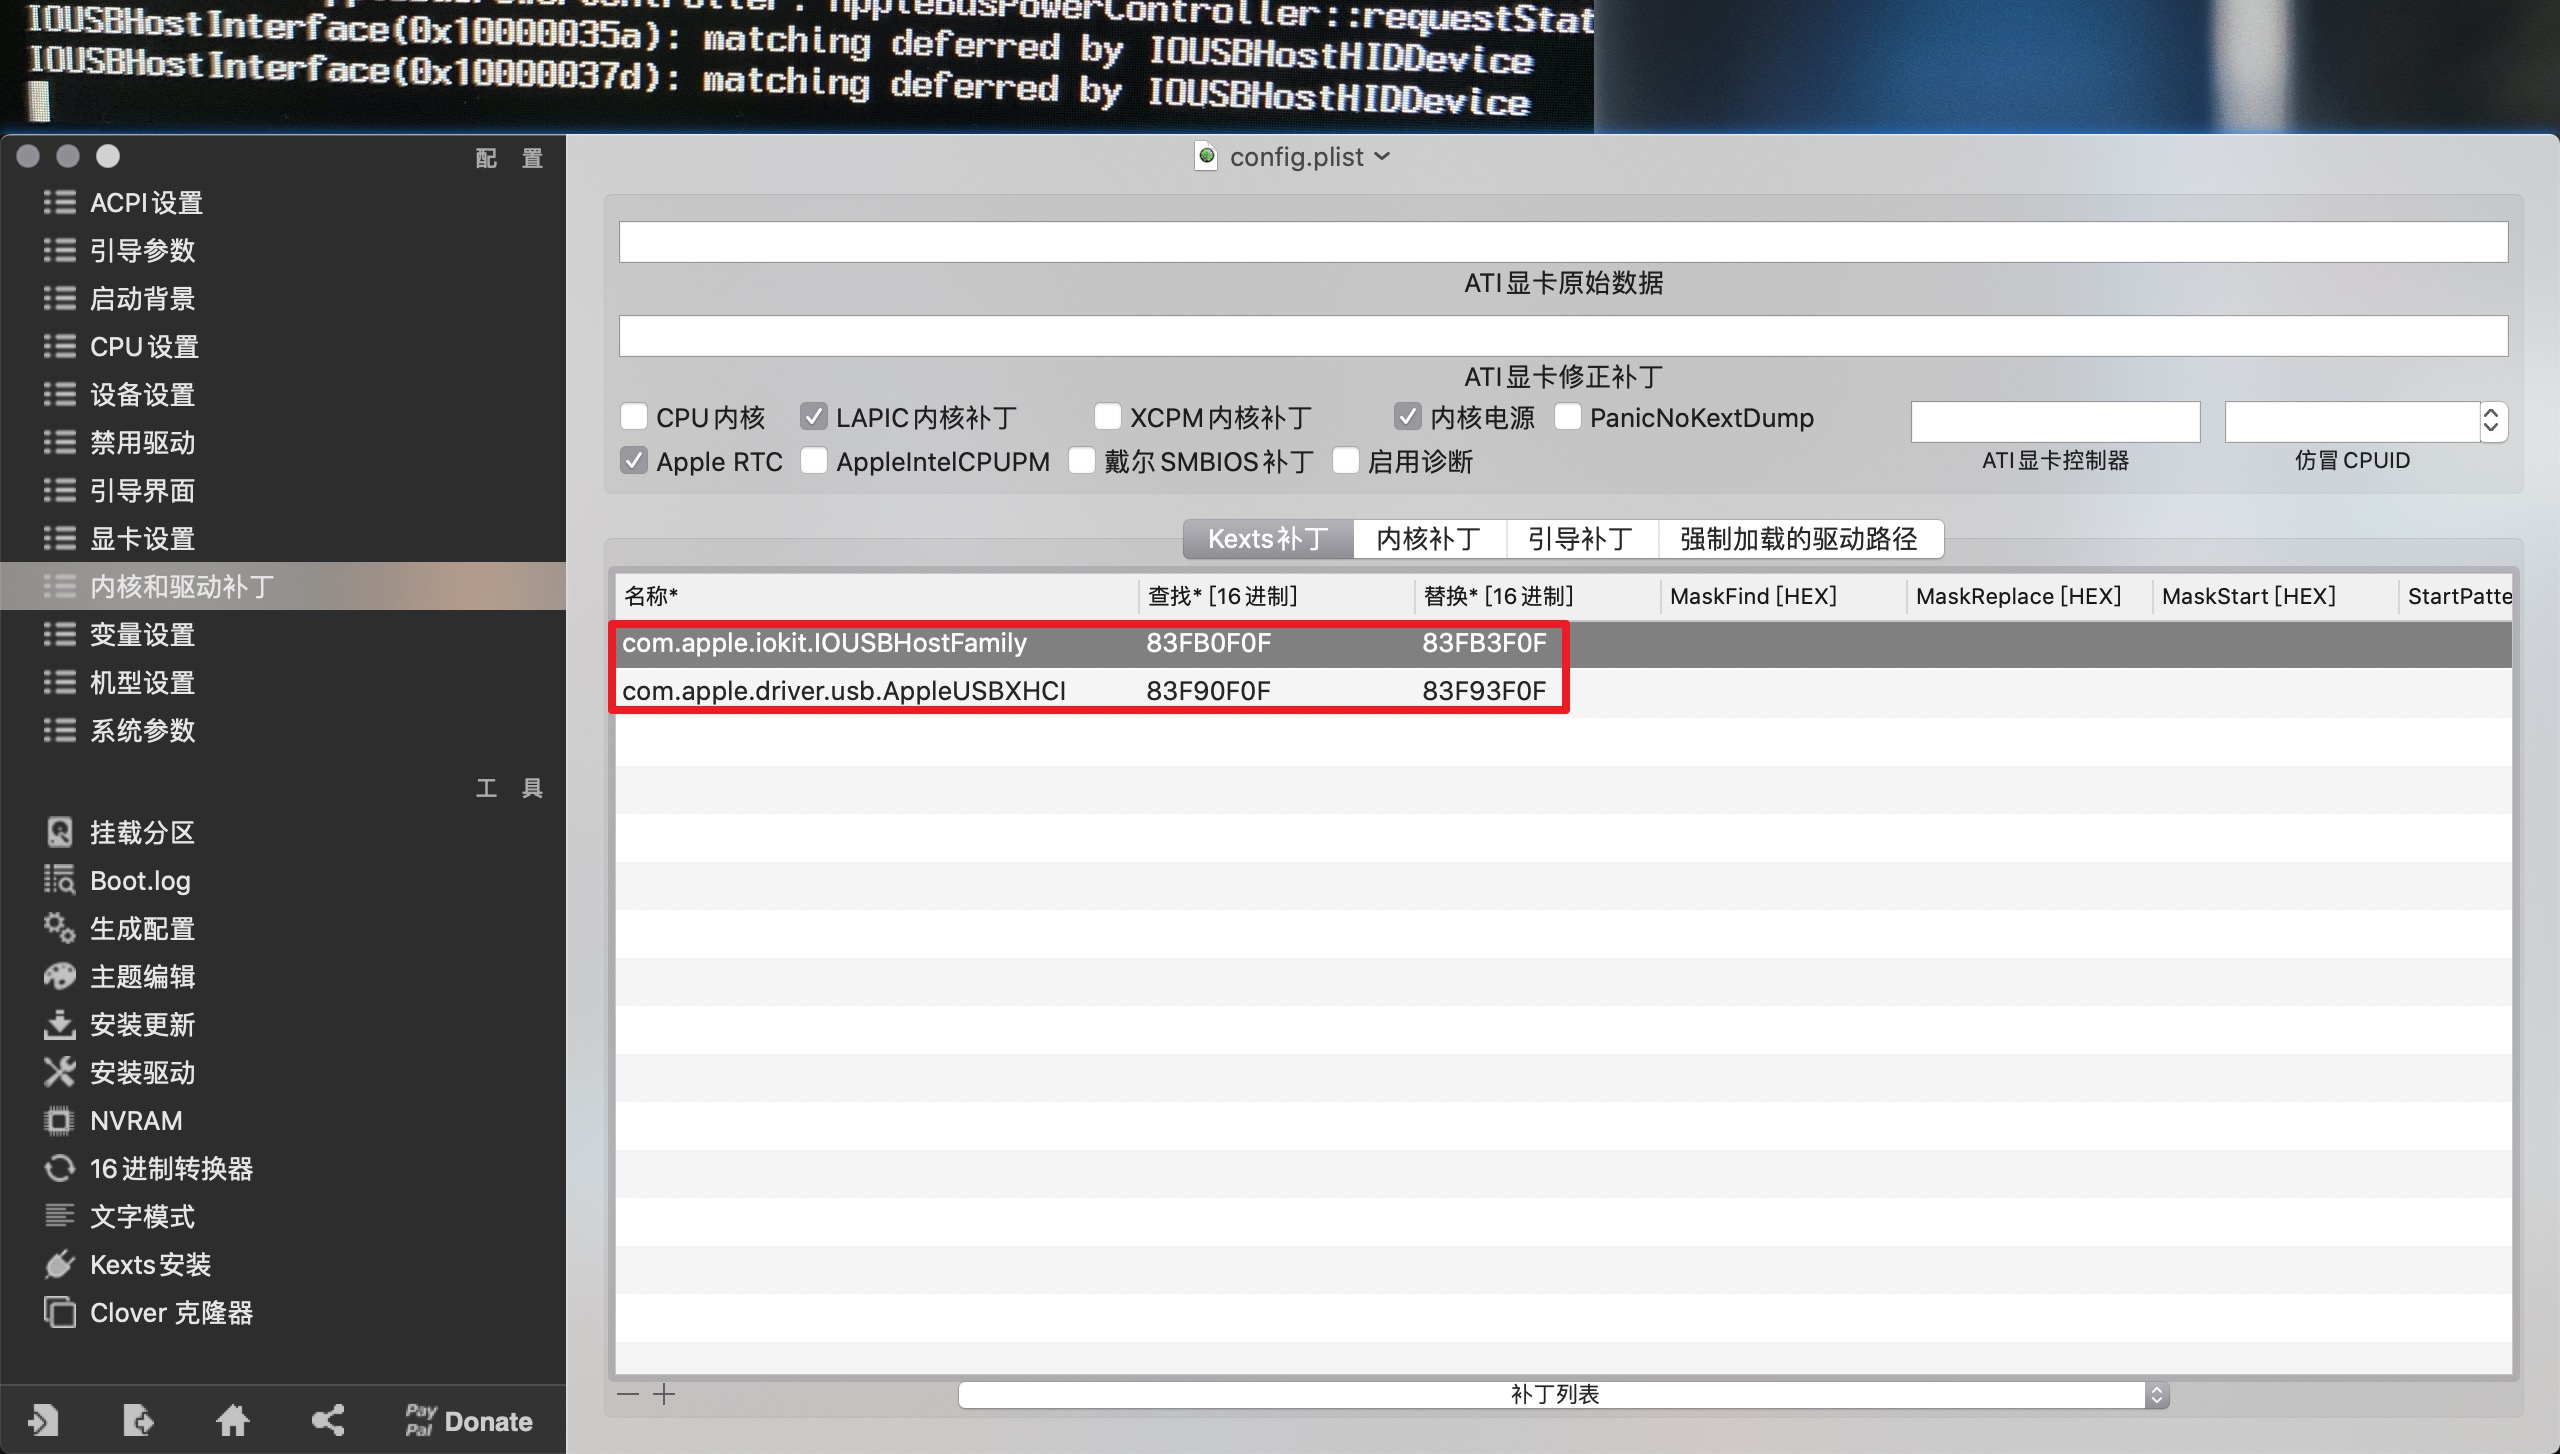 AppleBusPowerController::requestStat
IOUSBHostInterface(0x10000035a): matching deferred by IOUSBHostHIDDevice
IOUSBHostInterface(0x10000037d): matching deferred by IOUSBHostHIDDevice
配 置
ACPI设置
引导参数
启动背景
CPU设置
设备设置
禁用驱动
引导界面
显卡设置
内核和驱动补丁
变量设置
机型设置
系统参数
工 具
挂载分区
Boot.log
生成配置
主题编辑
安装更新
安装驱动
NVRAM
16进制转换器
文字模式
Kexts安装
Clover 克隆器
Pay
Pal
Donate
config.plist
ATI显卡原始数据
ATI显卡修正补丁
CPU内核 LAPIC内核补丁 XCPM内核补丁 内核电源 PanicNoKextDump
Apple RTC AppleIntelCPUPM 戴尔SMBIOS补丁 启用诊断
ATI显卡控制器 仿冒CPUID
Kexts补丁 内核补丁 引导补丁 强制加载的驱动路径
名称* 查找* [16进制] 替换* [16进制] MaskFind [HEX] MaskReplace [HEX] MaskStart [HEX] StartPatte
com.apple.iokit.IOUSBHostFamily 83FB0F0F 83FB3F0F
com.apple.driver.usb.AppleUSBXHCI 83F90F0F 83F93F0F
补丁列表